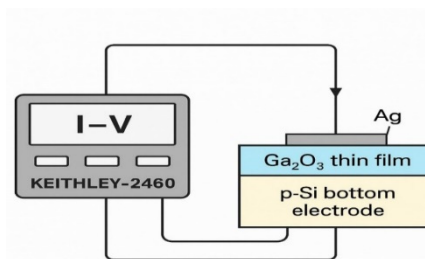 I–V
KEITHLEY-2460
Ag
Ga₂O₃ thin film
p-Si bottom
electrode